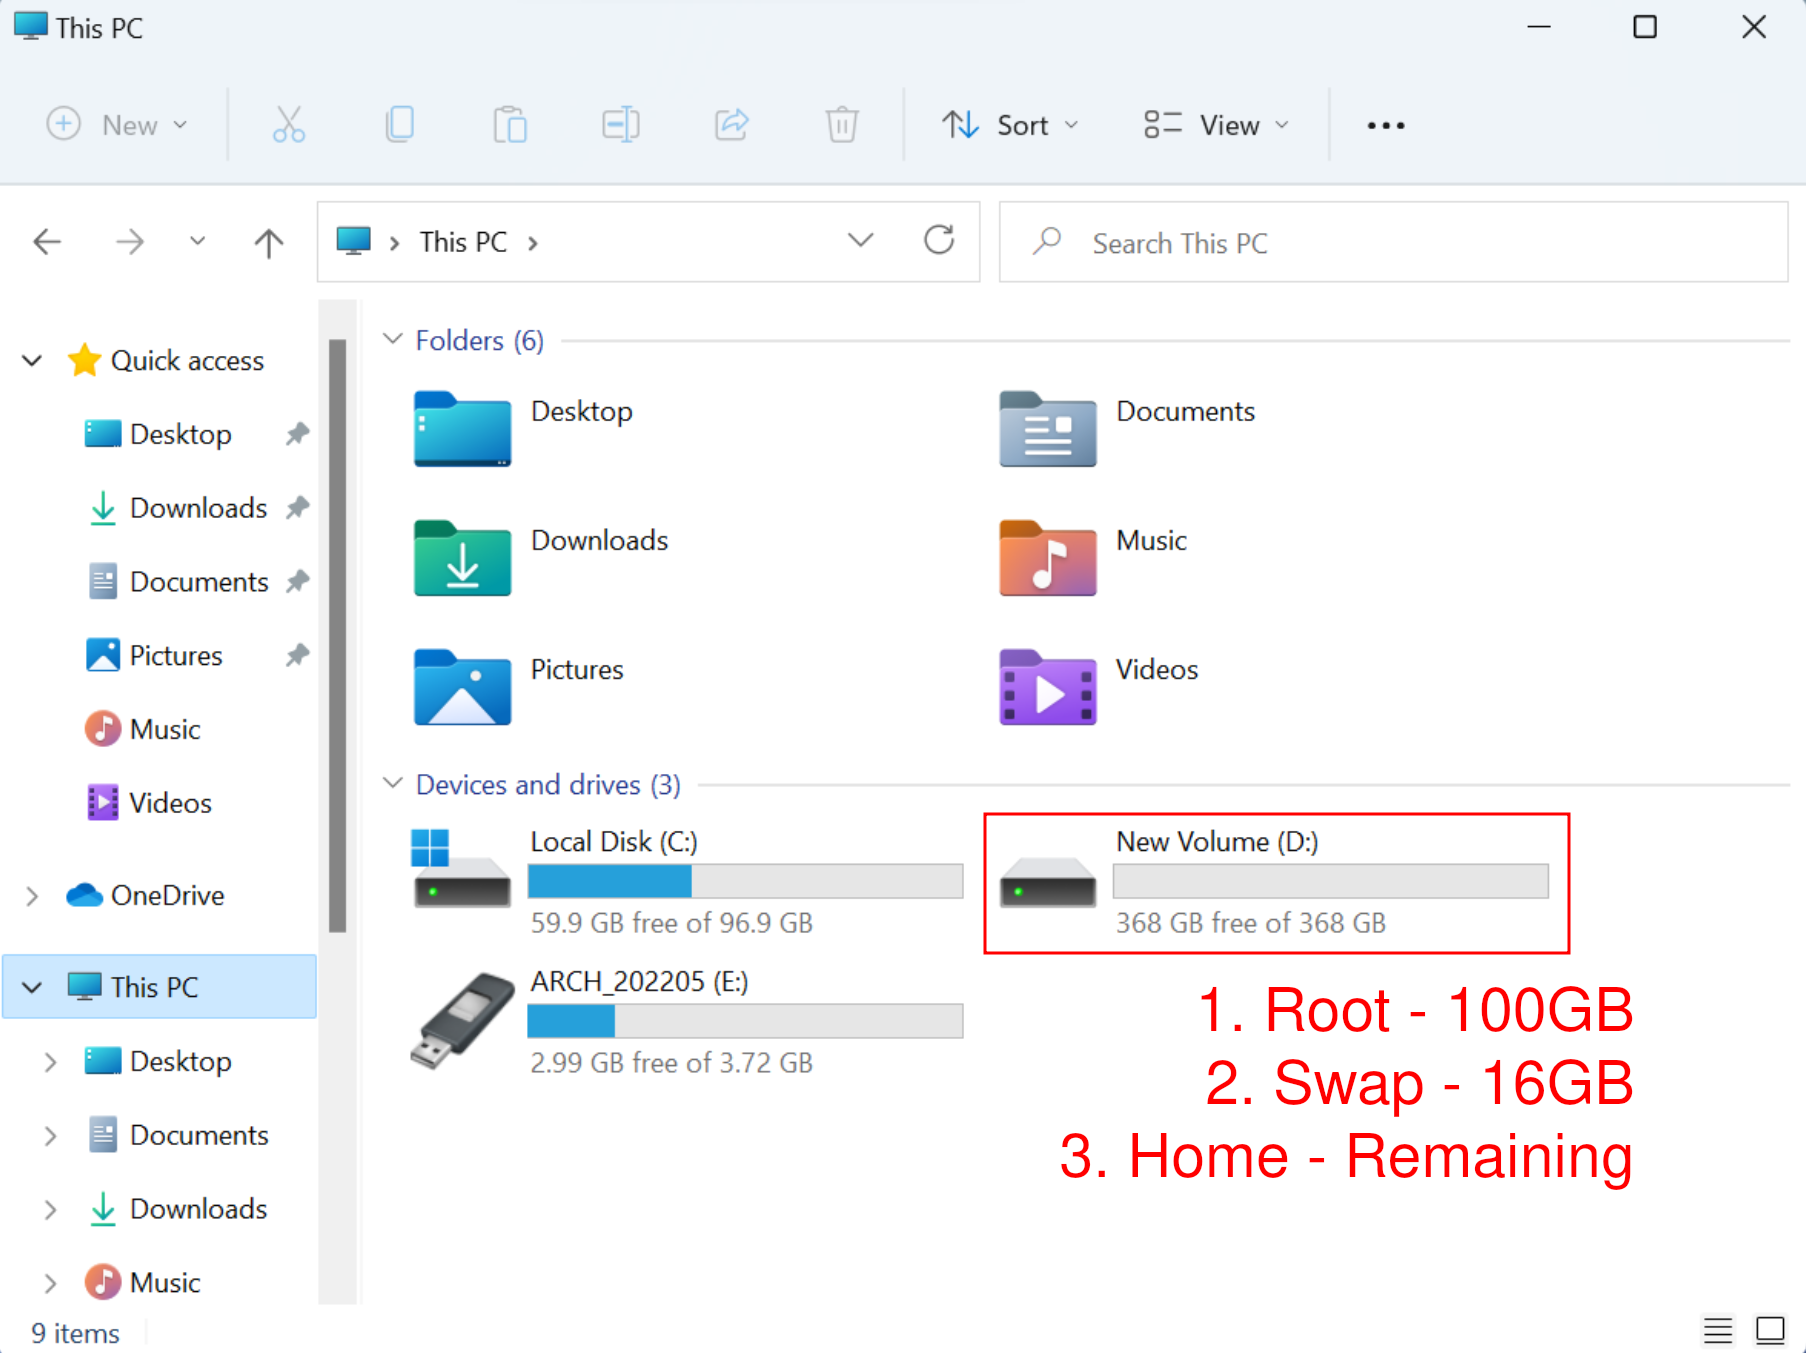 This PC
New
Sort
View
This PC
Search This PC
Quick access
Desktop
Downloads
Documents
Pictures
Music
Videos
OneDrive
This PC
Desktop
Documents
Downloads
Music
Folders (6)
Desktop
Documents
Downloads
Music
Pictures
Videos
Devices and drives (3)
Local Disk (C:)
59.9 GB free of 96.9 GB
New Volume (D:)
368 GB free of 368 GB
ARCH_202205 (E:)
2.99 GB free of 3.72 GB
1. Root - 100GB
2. Swap - 16GB
3. Home - Remaining
9 items